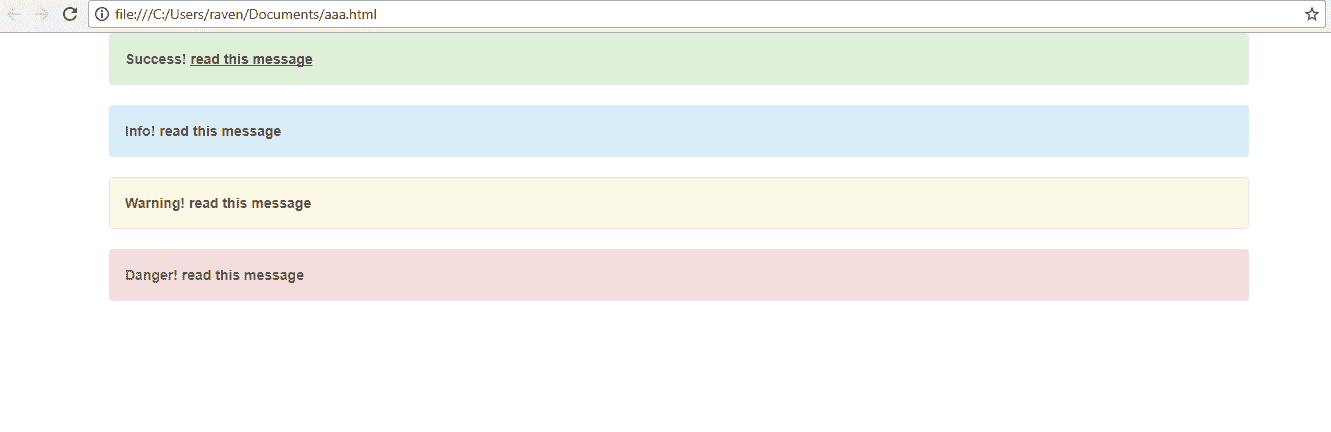 file:///C:/Users/raven/Documents/aaa.html
Success! read this message
Info! read this message
Warning! read this message
Danger! read this message